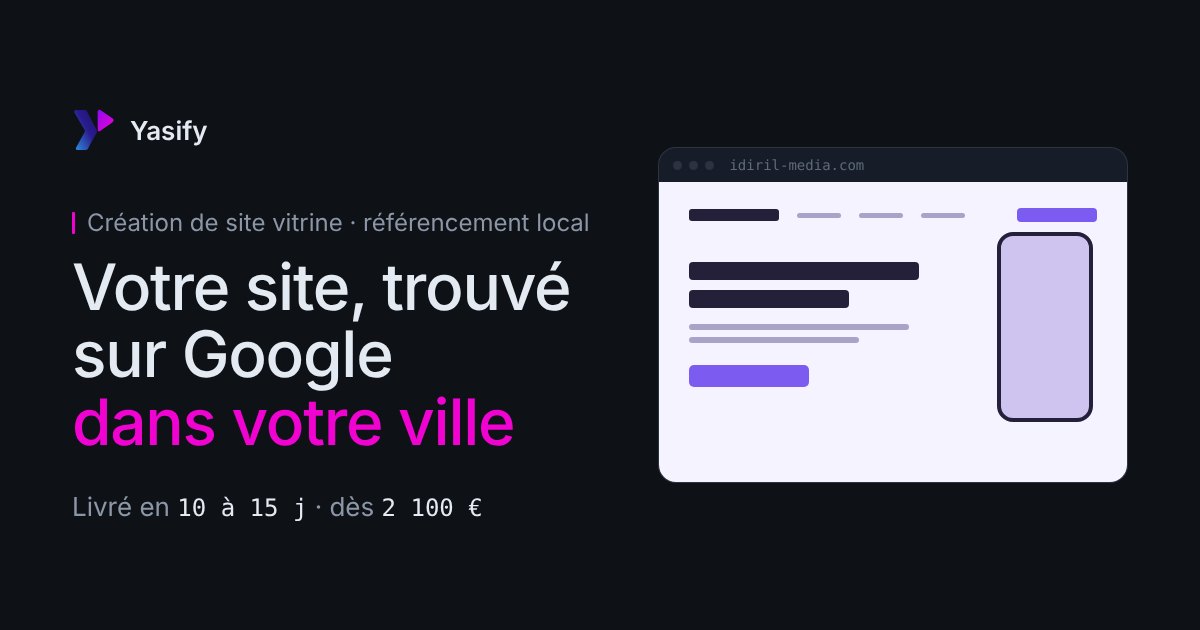 Yasify
Création de site vitrine · référencement local
Votre site, trouvé
sur Google
dans votre ville
Livré en 10 à 15 j · dès 2 100 €
idiril-media.com